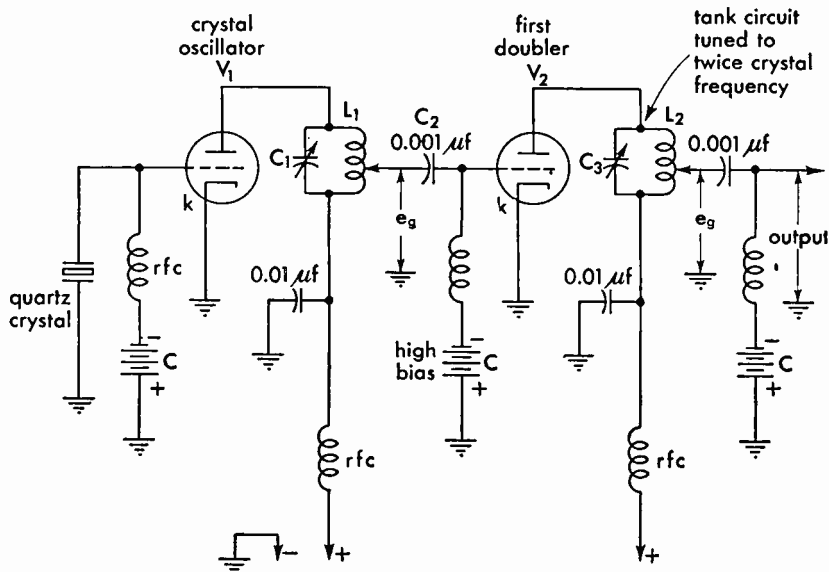 crystal
oscillator
V1
first
doubler
V2
tank circuit
tuned to
twice crystal
frequency
L1
C2
0.001 μf
L2
0.001 μf
C1
C3
k
k
eg
eg
output
rfc
0.01 μf
0.01 μf
quartz
crystal
-
C
+
high
bias
-
C
+
-
C
+
rfc
rfc
-
+
+